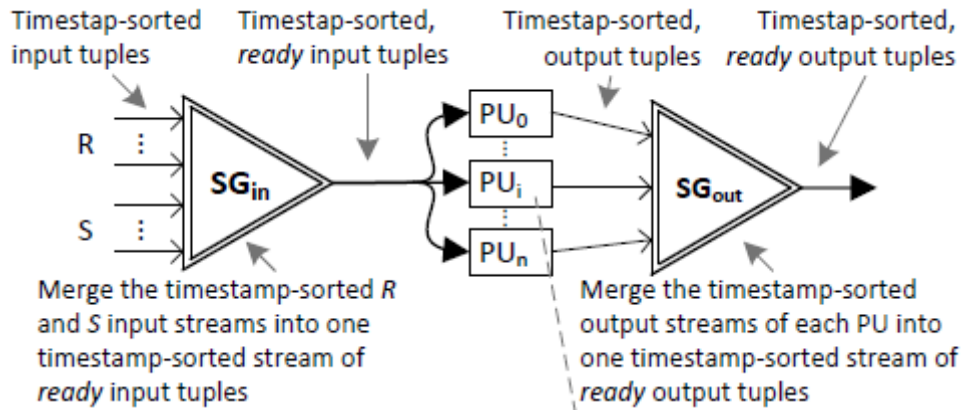 Timestap-sorted
input tuples
Timestap-sorted,
ready input tuples
Timestap-sorted,
output tuples
Timestap-sorted,
ready output tuples
R
⋮
S
⋮
SGin
PU0
⋮
PUi
⋮
PUn
SGout
Merge the timestamp-sorted R
and S input streams into one
timestamp-sorted stream of
ready input tuples
Merge the timestamp-sorted
output streams of each PU into
one timestamp-sorted stream of
ready output tuples